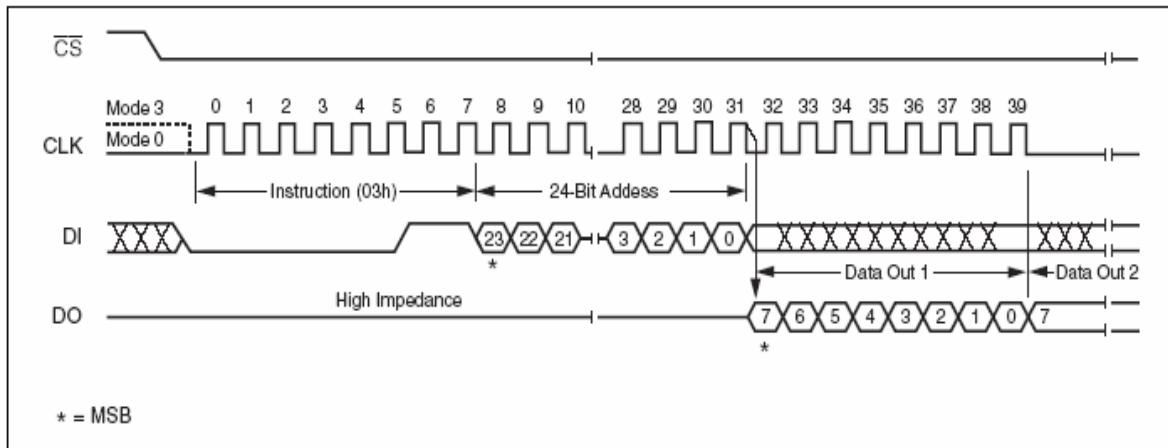 CS
Mode 3
0 1 2 3 4 5 6 7 8 9 10 28 29 30 31 32 33 34 35 36 37 38 39
Mode 0
CLK
Instruction (03h) 24-Bit Addess
DI
23 22 21 3 2 1 0
*
Data Out 1 Data Out 2
High Impedance
DO
7 6 5 4 3 2 1 0 7
*
* = MSB